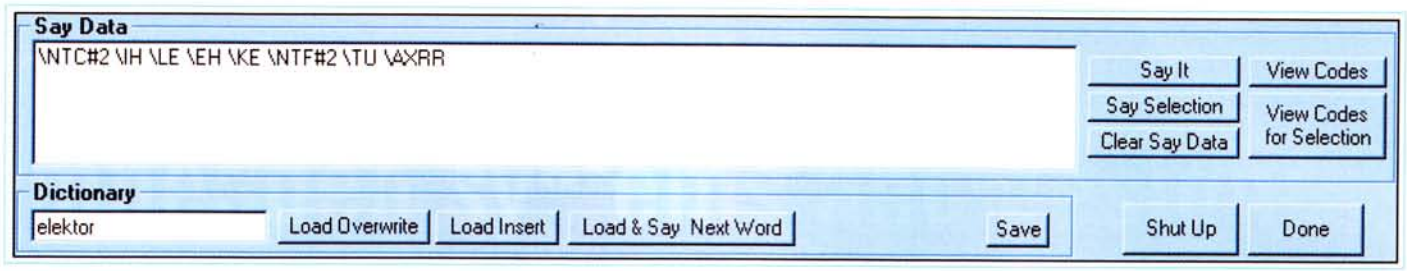 Say Data
\NTC#2 \IH \LE \EH \KE \NTF#2 \TU \AXRR
Say It
View Codes
Say Selection
View Codes
for Selection
Clear Say Data
Dictionary
elektor
Load Overwrite
Load Insert
Load & Say Next Word
Save
Shut Up
Done